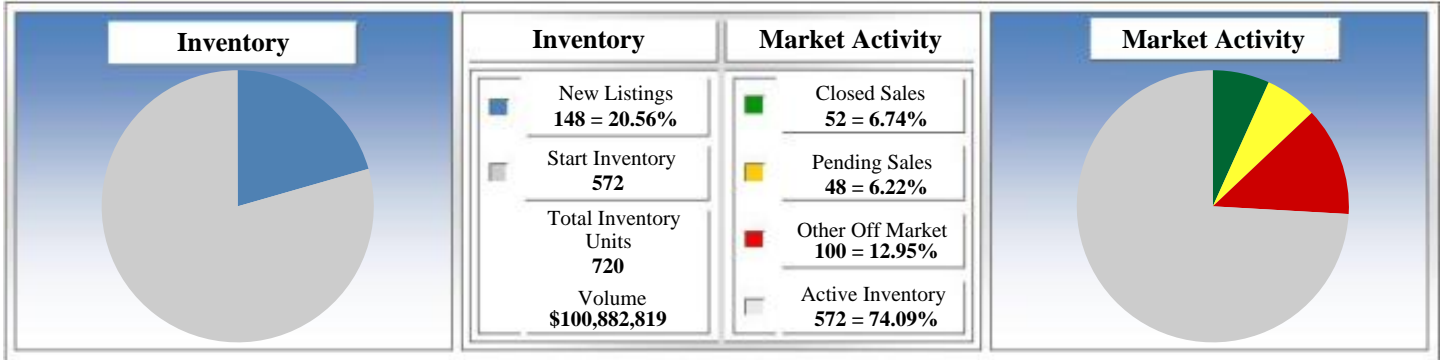 Inventory
Inventory
Market Activity
New Listings
148 = 20.56%
Start Inventory
572
Total Inventory
Units
720
Volume
$100,882,819
Closed Sales
52 = 6.74%
Pending Sales
48 = 6.22%
Other Off Market
100 = 12.95%
Active Inventory
572 = 74.09%
Market Activity